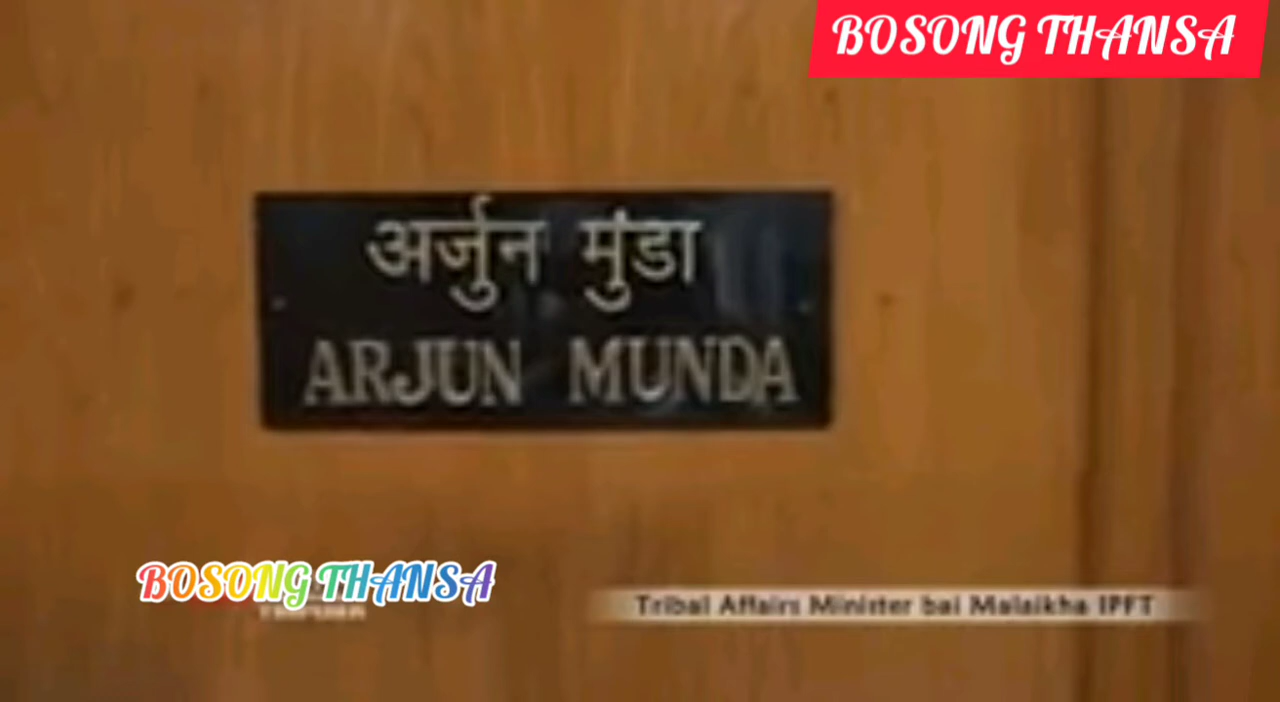 BOSONG THANSA
अर्जुन मुंडा
ARJUN MUNDA
BOSONG THANSA
Tribal Affairs Minister bai Malaikha IPFT